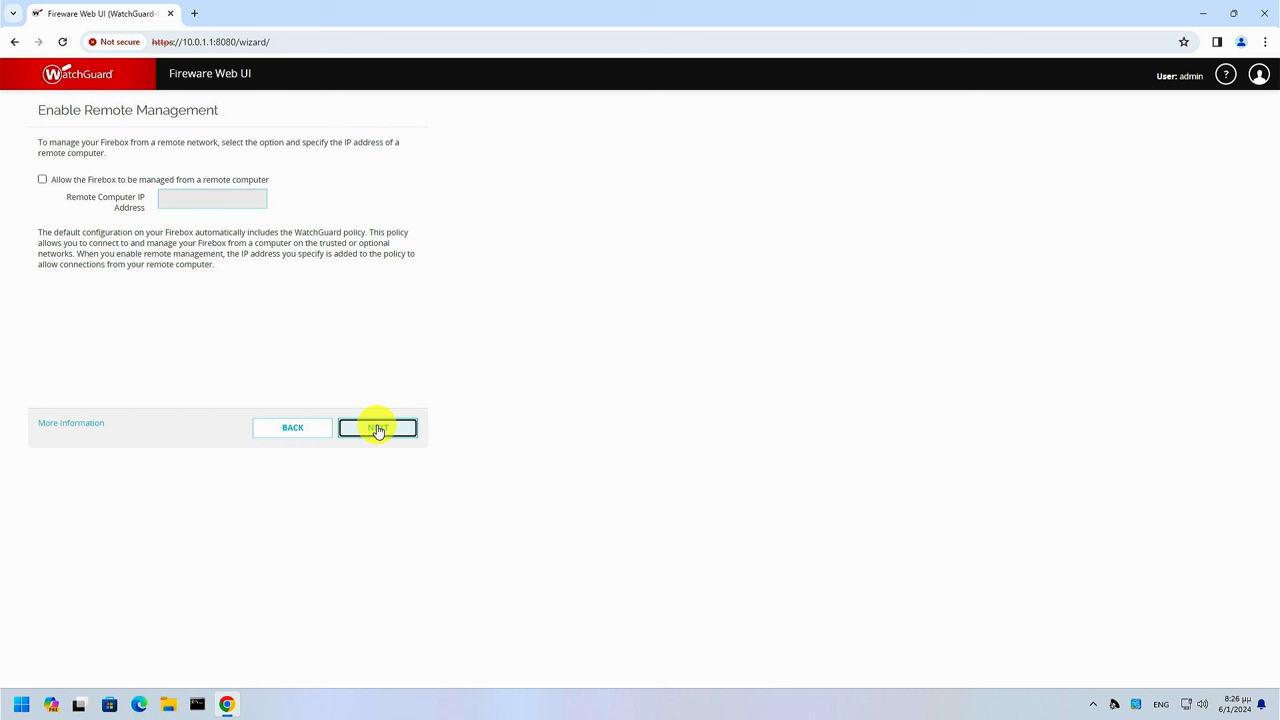 Fireware Web UI (WatchGuard-
Not secure
https://10.0.1.1:8080/wizard/
WatchGuard
Fireware Web UI
User: admin
?
Enable Remote Management
To manage your Firebox from a remote network, select the option and specify the IP address of a
remote computer.
Allow the Firebox to be managed from a remote computer
Remote Computer IP
Address
The default configuration on your Firebox automatically includes the WatchGuard policy. This policy
allows you to connect to and manage your Firebox from a computer on the trusted or optional
networks. When you enable remote management, the IP address you specify is added to the policy to
allow connections from your remote computer.
More Information
BACK
NEXT
ENG
8:26 μμ
6/1/2024